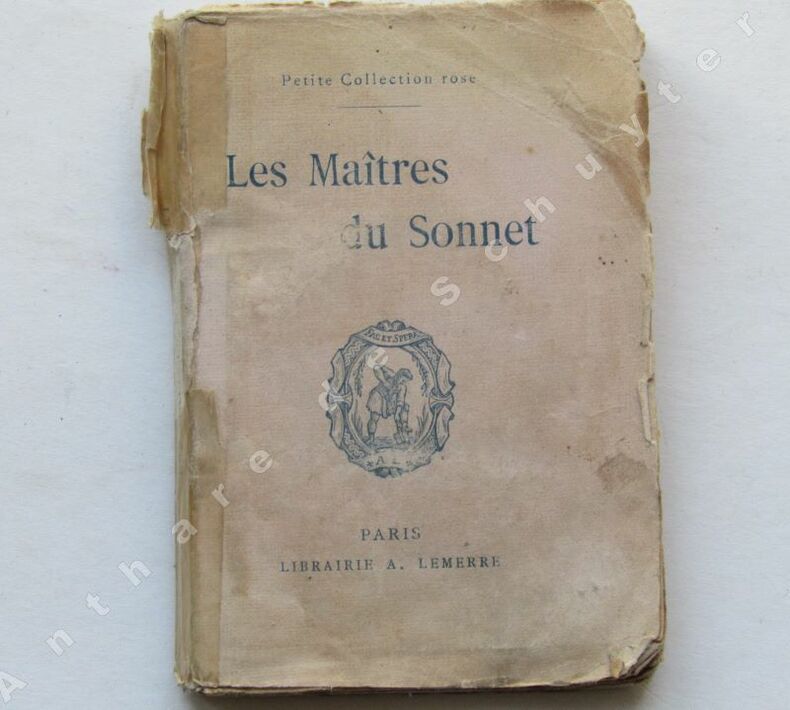 Petite Collection rose
Les Maîtres
du Sonnet
FAC ET SPERA
A L
PARIS
LIBRAIRIE A. LEMERRE
Anthare de Schuyter